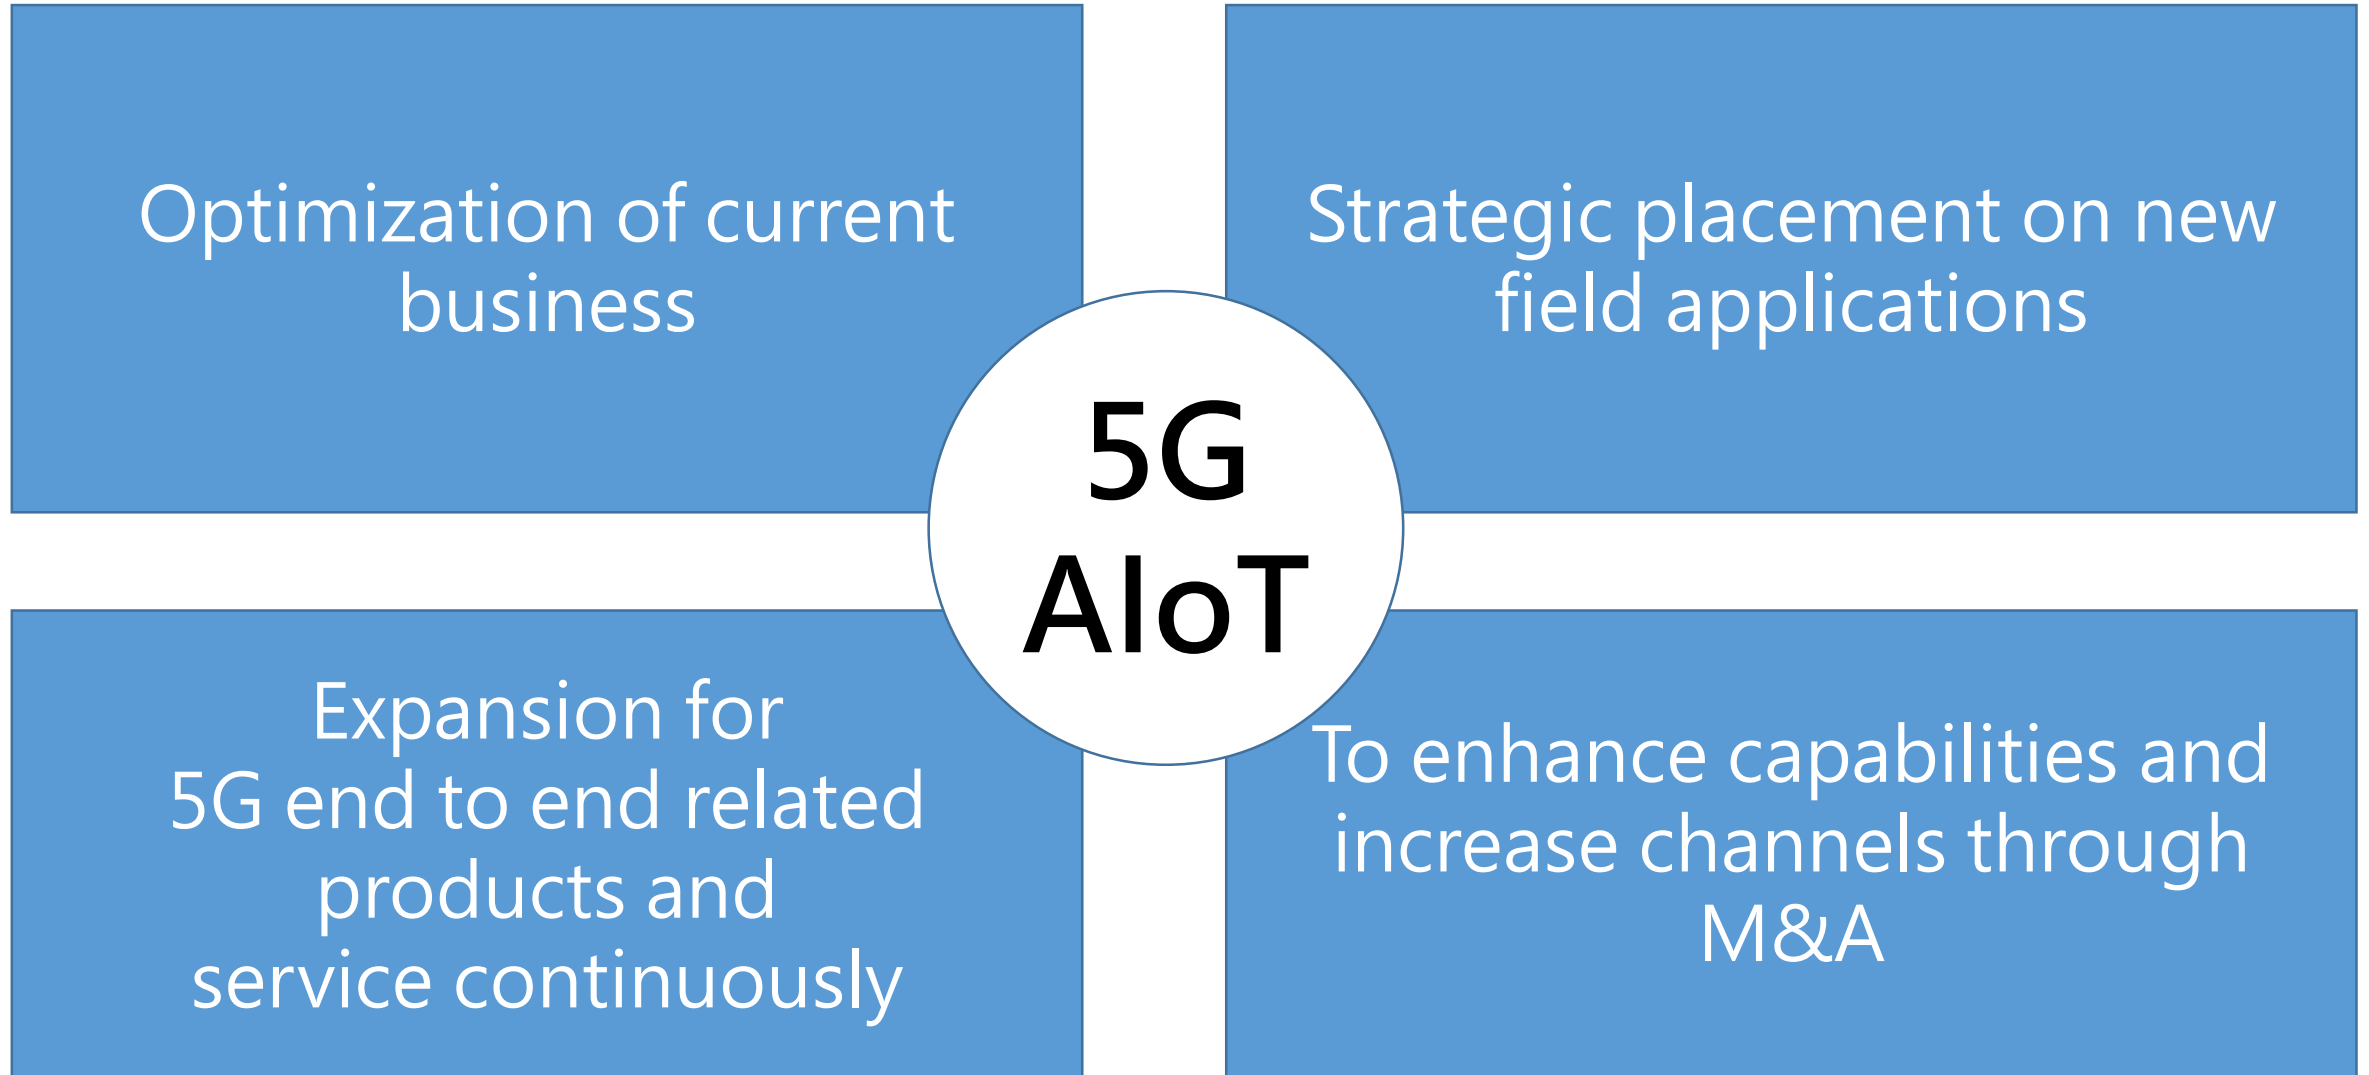 Optimization of current
business
Strategic placement on new
field applications
5G
AIoT
Expansion for
5G end to end related
products and
service continuously
To enhance capabilities and
increase channels through
M&A